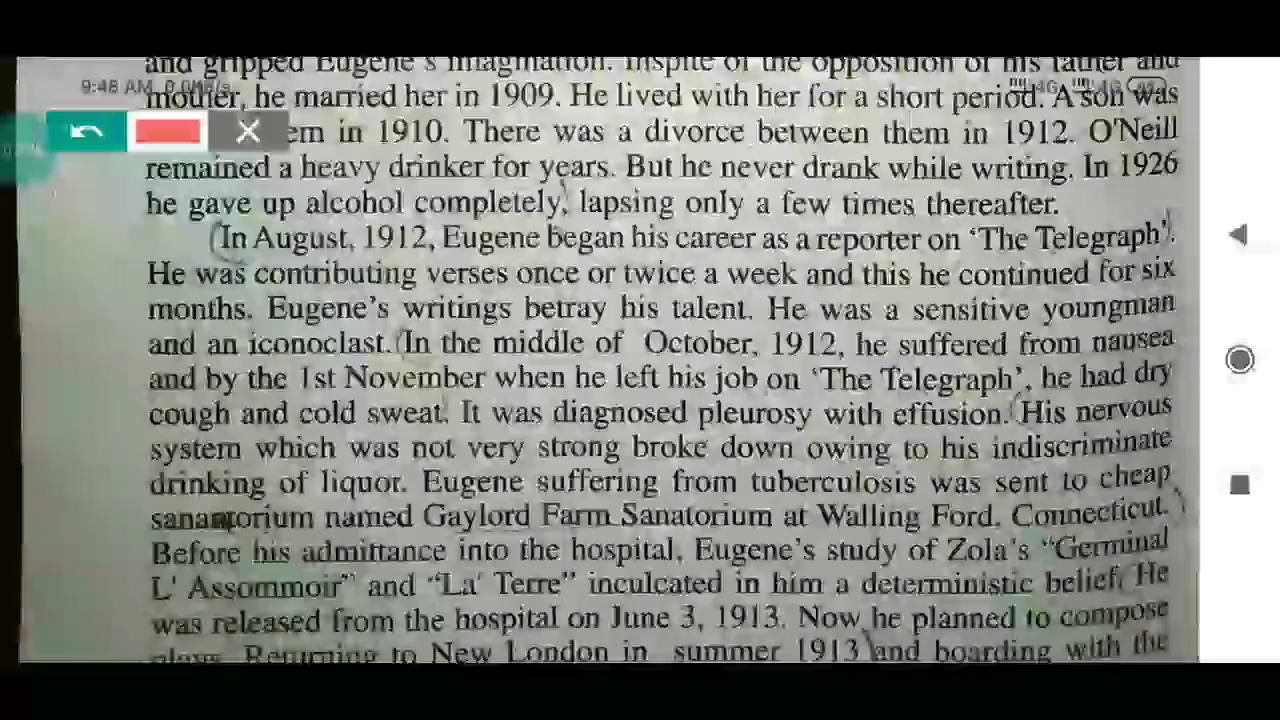 and gripped Eugene's imagination. Inspite of the opposition of his father and
9:48 AM 0.0MB/s
mother, he married her in 1909. He lived with her for a short period. A son was
em in 1910. There was a divorce between them in 1912. O'Neill
remained a heavy drinker for years. But he never drank while writing. In 1926
he gave up alcohol completely, lapsing only a few times thereafter.
(In August, 1912, Eugene began his career as a reporter on 'The Telegraph'.
He was contributing verses once or twice a week and this he continued for six
months. Eugene's writings betray his talent. He was a sensitive youngman
and an iconoclast. (In the middle of October, 1912, he suffered from nausea
and by the 1st November when he left his job on 'The Telegraph', he had dry
cough and cold sweat. It was diagnosed pleurosy with effusion. (His nervous
system which was not very strong broke down owing to his indiscriminate
drinking of liquor. Eugene suffering from tuberculosis was sent to cheap
sanatorium named Gaylord Farm Sanatorium at Walling Ford, Connecticut.)
Before his admittance into the hospital, Eugene's study of Zola's "Germinal
L' Assommoir" and "La' Terre" inculcated in him a deterministic belief. He
was released from the hospital on June 3, 1913. Now he planned to compose
plays. Returning to New London in summer 1913 and boarding with the